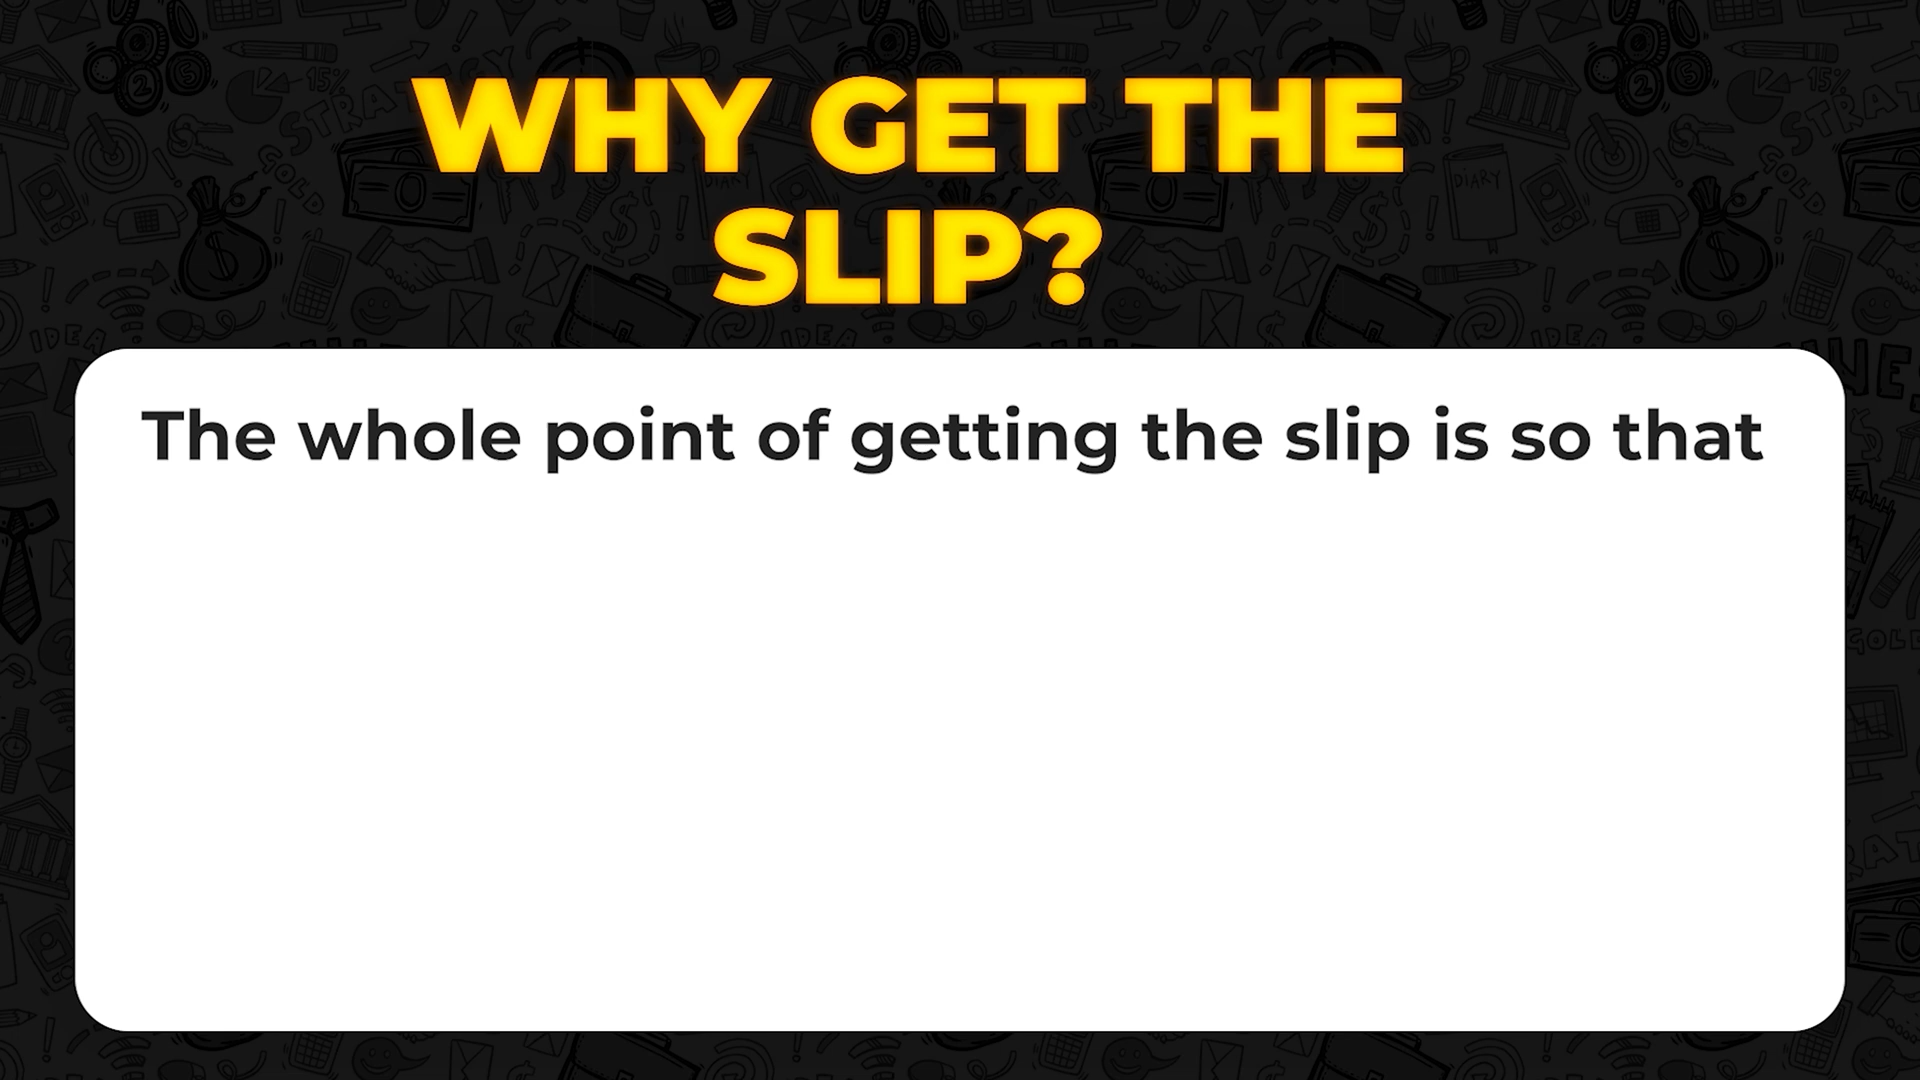 WHY GET THE
SLIP?
The whole point of getting the slip is so that